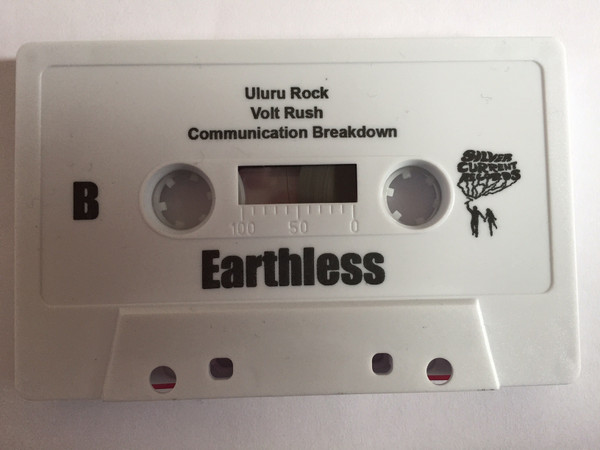 Uluru Rock
Volt Rush
Communication Breakdown
B
SILVER
CURRENT
RECORDS
100 50 0
Earthless